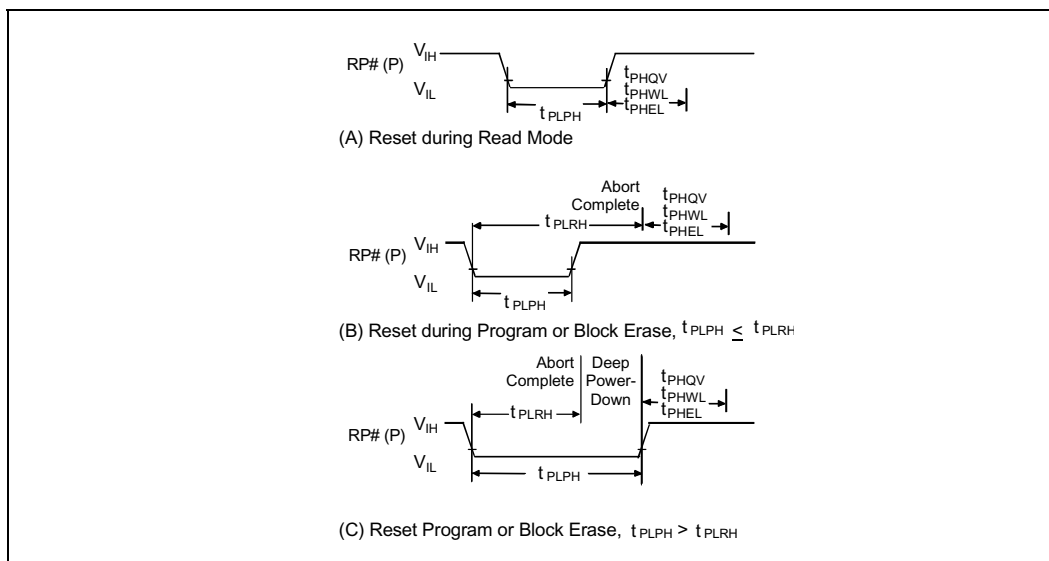 RP# (P) VIH
VIL
tPLPH
tPHQV
tPHWL
tPHEL
(A) Reset during Read Mode
Abort
Complete
tPLRH
tPHQV
tPHWL
tPHEL
RP# (P) VIH
VIL
tPLPH
(B) Reset during Program or Block Erase, tPLPH ≤ tPLRH
Abort
Complete
Deep
Power-
Down
tPLRH
tPHQV
tPHWL
tPHEL
RP# (P) VIH
VIL
tPLPH
(C) Reset Program or Block Erase, tPLPH > tPLRH